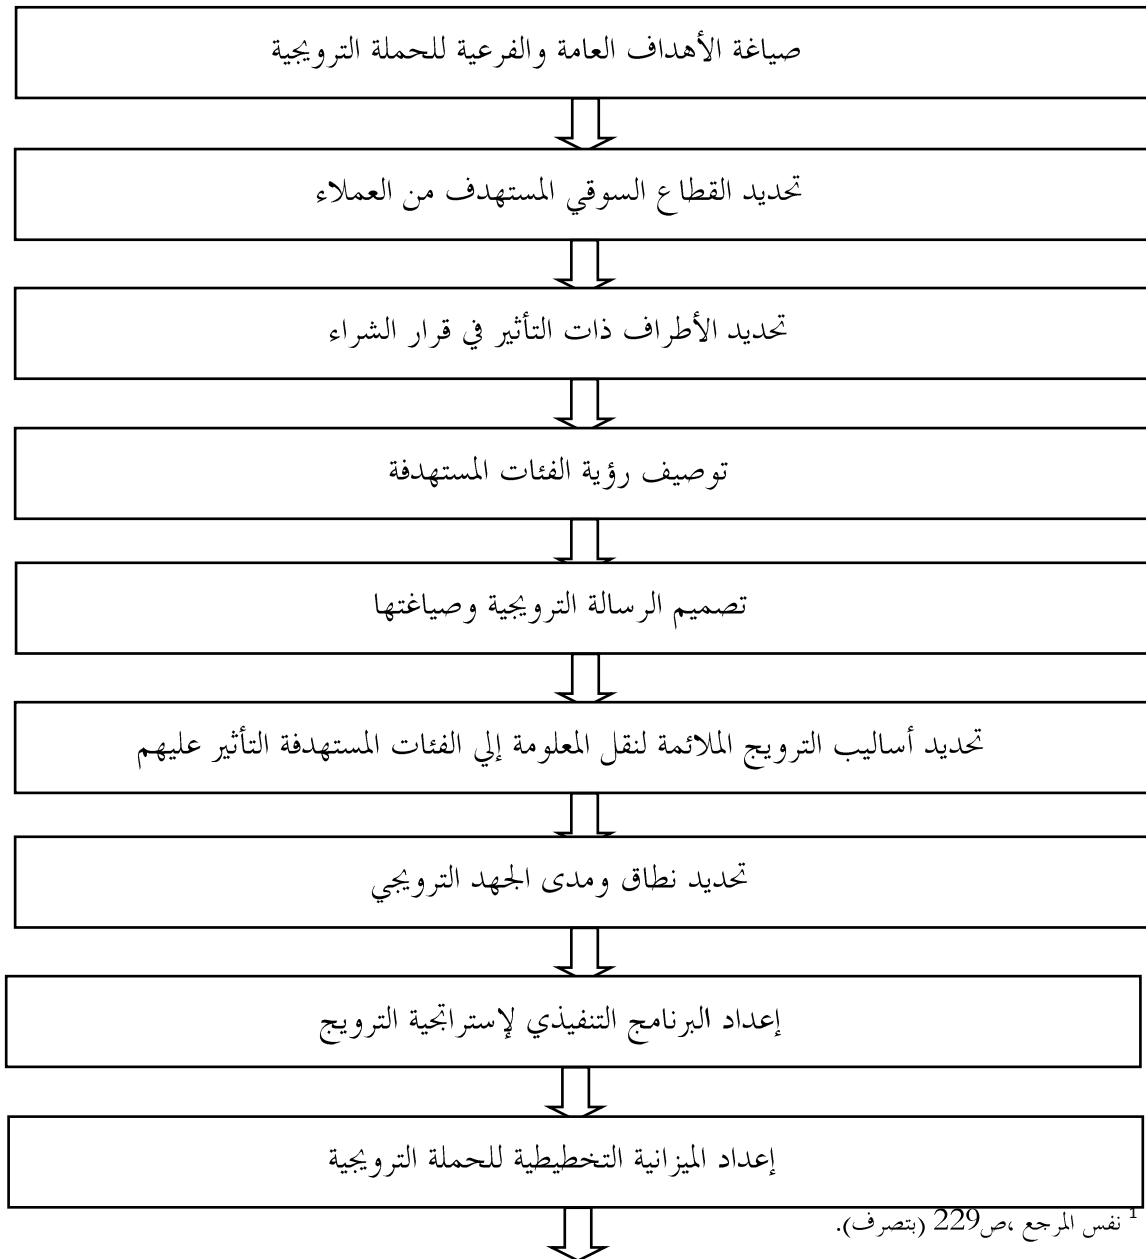 صياغة الأهداف العامة والفرعية للحملة الترويجية
تحديد القطاع السوقي المستهدف من العملاء
تحديد الأطراف ذات التأثير في قرار الشراء
توصيف رؤية الفئات المستهدفة
تصميم الرسالة الترويجية وصياغتها
تحديد أساليب الترويج الملائمة لنقل المعلومة إلي الفئات المستهدفة التأثير عليهم
تحديد نطاق ومدى الجهد الترويجي
إعداد البرنامج التنفيذي لإستراتجية الترويج
إعداد الميزانية التخطيطية للحملة الترويجية
1 نفس المرجع ،ص229 (بتصرف).